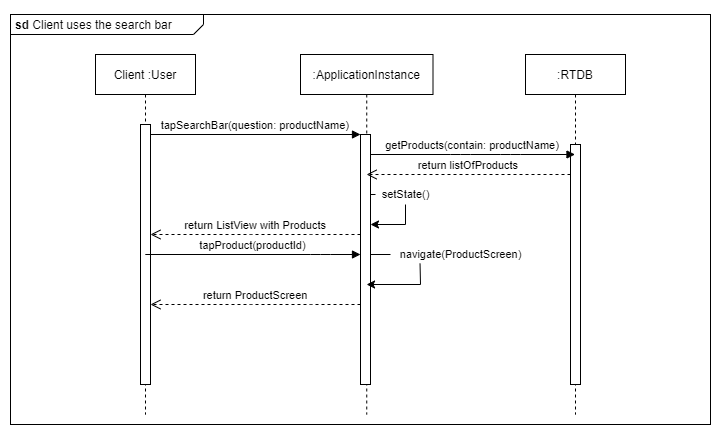 sd Client uses the search bar
Client :User
:ApplicationInstance
:RTDB
tapSearchBar(question: productName)
getProducts(contain: productName)
return listOfProducts
setState()
return ListView with Products
tapProduct(productId)
navigate(ProductScreen)
return ProductScreen